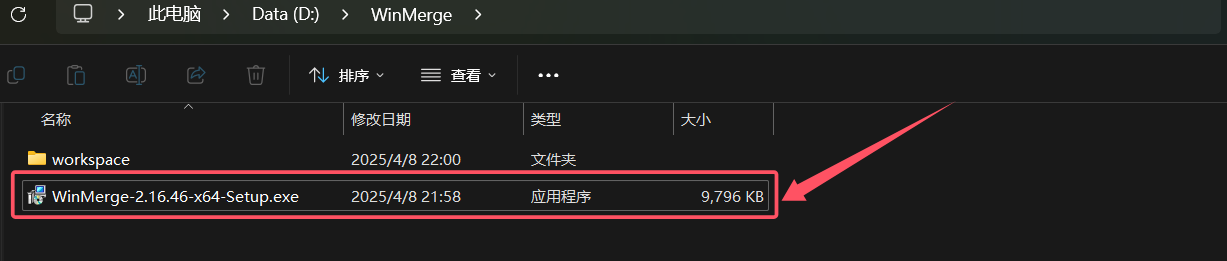 此电脑 Data (D:) WinMerge
排序 查看
名称 修改日期 类型 大小
workspace 2025/4/8 22:00 文件夹
WinMerge-2.16.46-x64-Setup.exe 2025/4/8 21:58 应用程序 9,796 KB